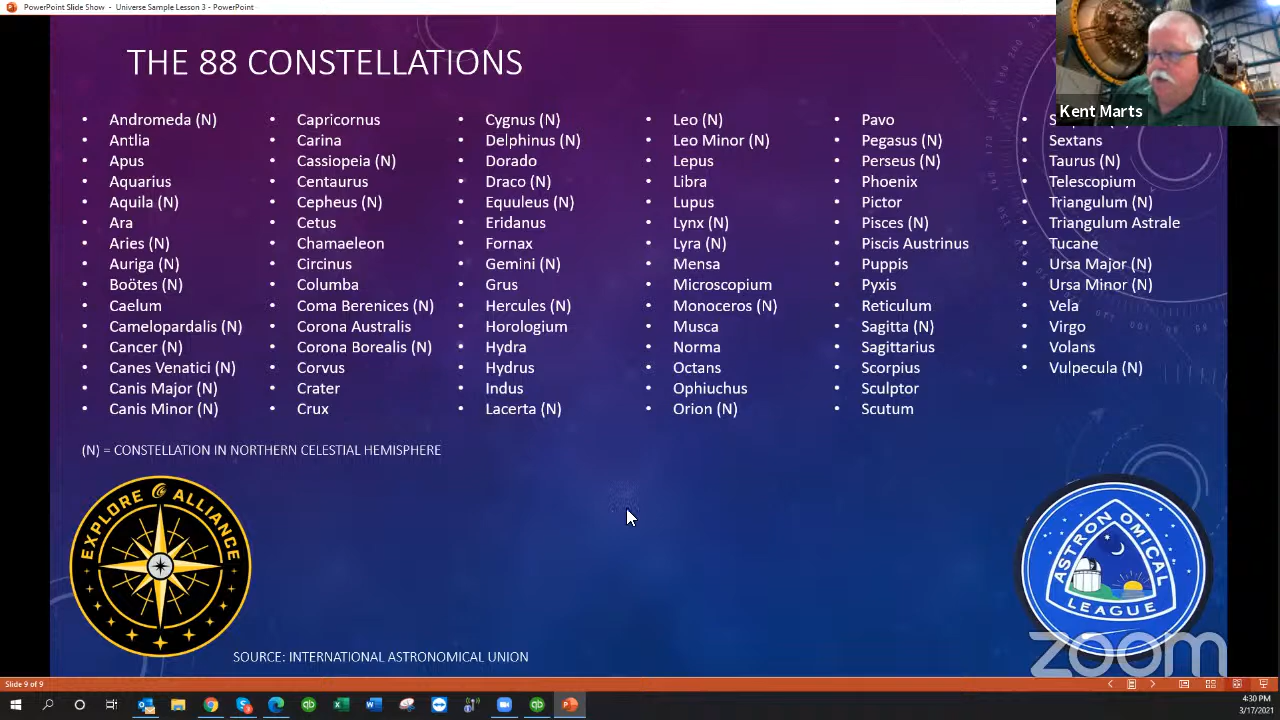 PowerPoint Slide Show - Universe Sample Lesson 3 - PowerPoint
Kent Marts
THE 88 CONSTELLATIONS
• Andromeda (N)
• Antlia
• Apus
• Aquarius
• Aquila (N)
• Ara
• Aries (N)
• Auriga (N)
• Boötes (N)
• Caelum
• Camelopardalis (N)
• Cancer (N)
• Canes Venatici (N)
• Canis Major (N)
• Canis Minor (N)
• Capricornus
• Carina
• Cassiopeia (N)
• Centaurus
• Cepheus (N)
• Cetus
• Chamaeleon
• Circinus
• Columba
• Coma Berenices (N)
• Corona Australis
• Corona Borealis (N)
• Corvus
• Crater
• Crux
• Cygnus (N)
• Delphinus (N)
• Dorado
• Draco (N)
• Equuleus (N)
• Eridanus
• Fornax
• Gemini (N)
• Grus
• Hercules (N)
• Horologium
• Hydra
• Hydrus
• Indus
• Lacerta (N)
• Leo (N)
• Leo Minor (N)
• Lepus
• Libra
• Lupus
• Lynx (N)
• Lyra (N)
• Mensa
• Microscopium
• Monoceros (N)
• Musca
• Norma
• Octans
• Ophiuchus
• Orion (N)
• Pavo
• Pegasus (N)
• Perseus (N)
• Phoenix
• Pictor
• Pisces (N)
• Piscis Austrinus
• Puppis
• Pyxis
• Reticulum
• Sagitta (N)
• Sagittarius
• Scorpius
• Sculptor
• Scutum
• Sextans
• Taurus (N)
• Telescopium
• Triangulum (N)
• Triangulum Astrale
• Tucane
• Ursa Major (N)
• Ursa Minor (N)
• Vela
• Virgo
• Volans
• Vulpecula (N)
(N) = CONSTELLATION IN NORTHERN CELESTIAL HEMISPHERE
EXPLORE ALLIANCE
ASTRONOMICAL
LEAGUE
zoom
SOURCE: INTERNATIONAL ASTRONOMICAL UNION
Slide 9 of 9
4:30 PM
3/17/2021